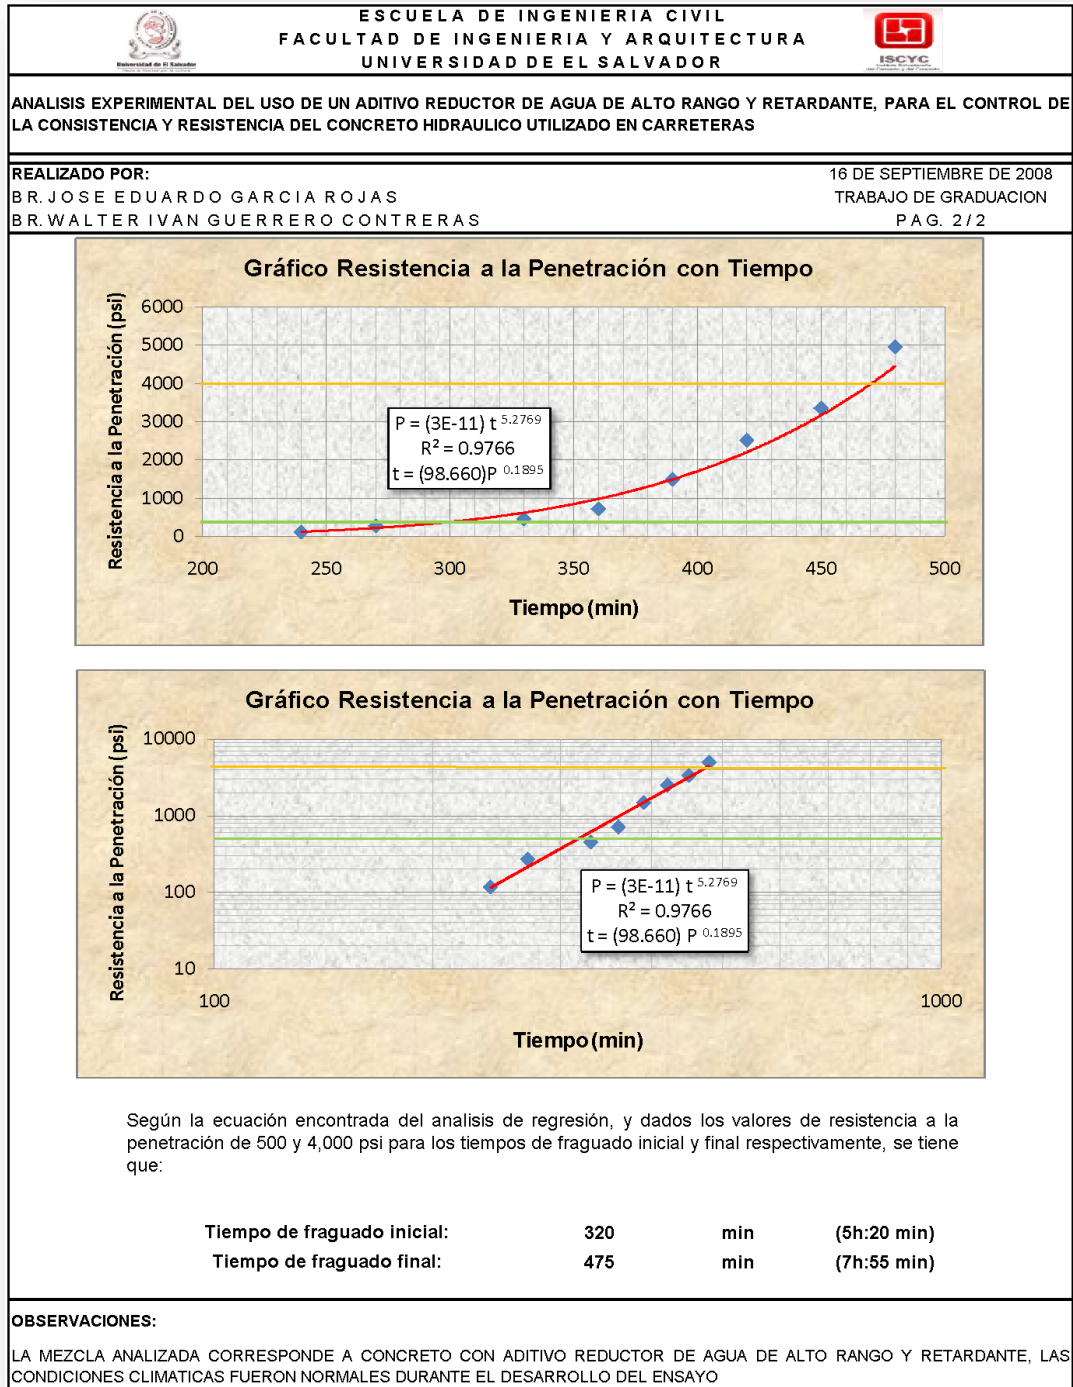 ESCUELA DE INGENIERIA CIVIL
FACULTAD DE INGENIERIA Y ARQUITECTURA
UNIVERSIDAD DE EL SALVADOR
Universidad de El Salvador
ISCYC
ANALISIS EXPERIMENTAL DEL USO DE UN ADITIVO REDUCTOR DE AGUA DE ALTO RANGO Y RETARDANTE, PARA EL CONTROL DE
LA CONSISTENCIA Y RESISTENCIA DEL CONCRETO HIDRAULICO UTILIZADO EN CARRETERAS
REALIZADO POR:
16 DE SEPTIEMBRE DE 2008
BR. JOSE EDUARDO GARCIA ROJAS
TRABAJO DE GRADUACION
BR. WALTER IVAN GUERRERO CONTRERAS
PAG. 2/2
Gráfico Resistencia a la Penetración con Tiempo
Resistencia a la Penetración (psi)
6000
5000
4000
3000
2000
1000
0
P = (3E-11) t 5.2769
R² = 0.9766
t = (98.660)P 0.1895
200 250 300 350 400 450 500
Tiempo (min)
Gráfico Resistencia a la Penetración con Tiempo
Resistencia a la Penetración (psi)
10000
1000
100
10
P = (3E-11) t 5.2769
R² = 0.9766
t = (98.660) P 0.1895
100 1000
Tiempo (min)
Según la ecuación encontrada del analisis de regresión, y dados los valores de resistencia a la
penetración de 500 y 4,000 psi para los tiempos de fraguado inicial y final respectivamente, se tiene
que:
Tiempo de fraguado inicial: 320 min (5h:20 min)
Tiempo de fraguado final: 475 min (7h:55 min)
OBSERVACIONES:
LA MEZCLA ANALIZADA CORRESPONDE A CONCRETO CON ADITIVO REDUCTOR DE AGUA DE ALTO RANGO Y RETARDANTE, LAS
CONDICIONES CLIMATICAS FUERON NORMALES DURANTE EL DESARROLLO DEL ENSAYO